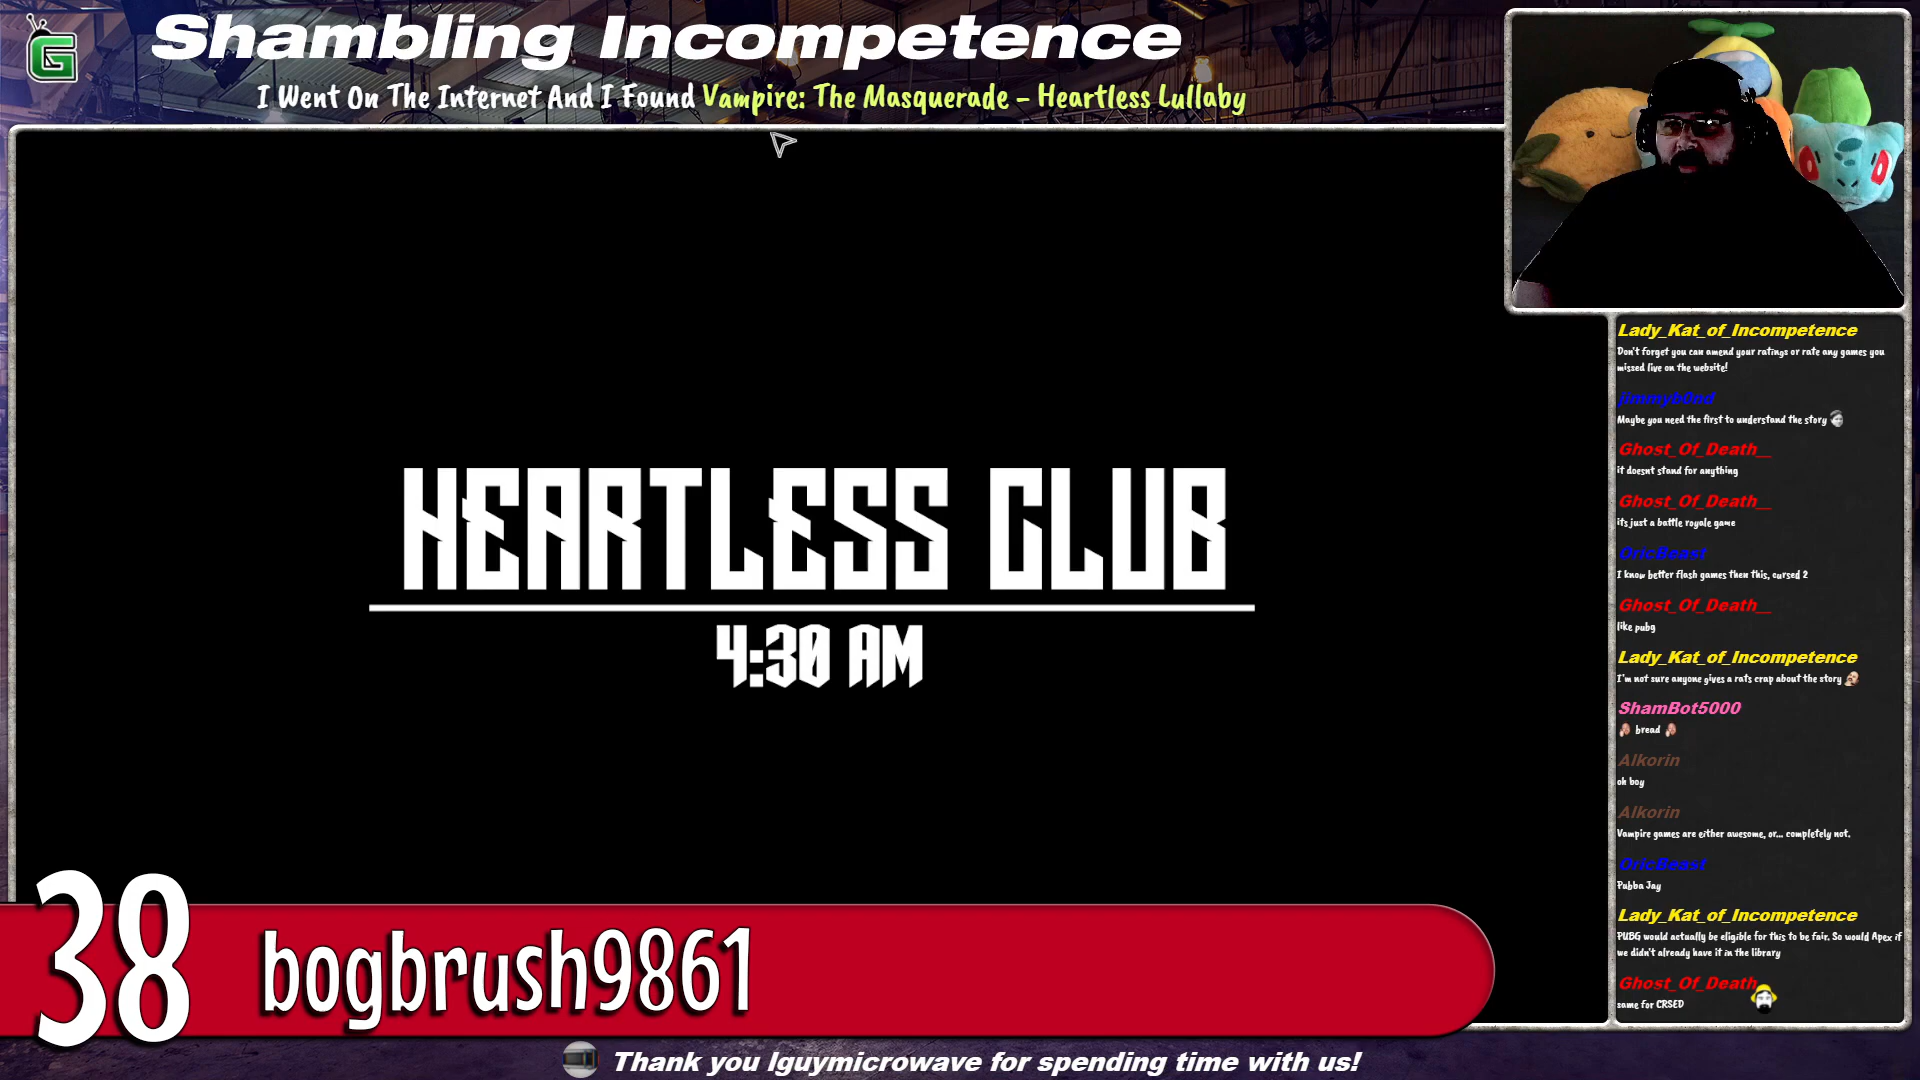 G
Shambling Incompetence
I Went On The Internet And I Found Vampire: The Masquerade - Heartless Lullaby
HEARTLESS CLUB
4:30 AM
Lady_Kat_of_Incompetence
Don't forget you can amend your ratings or rate any games you
missed live on the website!
jimmyb0nd
Maybe you need the first to understand the story
Ghost_Of_Death__
it doesnt stand for anything
Ghost_Of_Death__
its just a battle royale game
OricBeast
I know better flash games then this, cursed 2
Ghost_Of_Death__
like pubg
Lady_Kat_of_Incompetence
I'm not sure anyone gives a rats crap about the story
ShamBot5000
bread
Alkorin
oh boy
Alkorin
Vampire games are either awesome, or... completely not.
OricBeast
Pubba Jay
Lady_Kat_of_Incompetence
PUBG would actually be eligible for this to be fair. So would Apex if
we didn't already have it in the library
Ghost_Of_Death__
same for CRSED
38
bogbrush9861
Thank you Iguymicrowave for spending time with us!